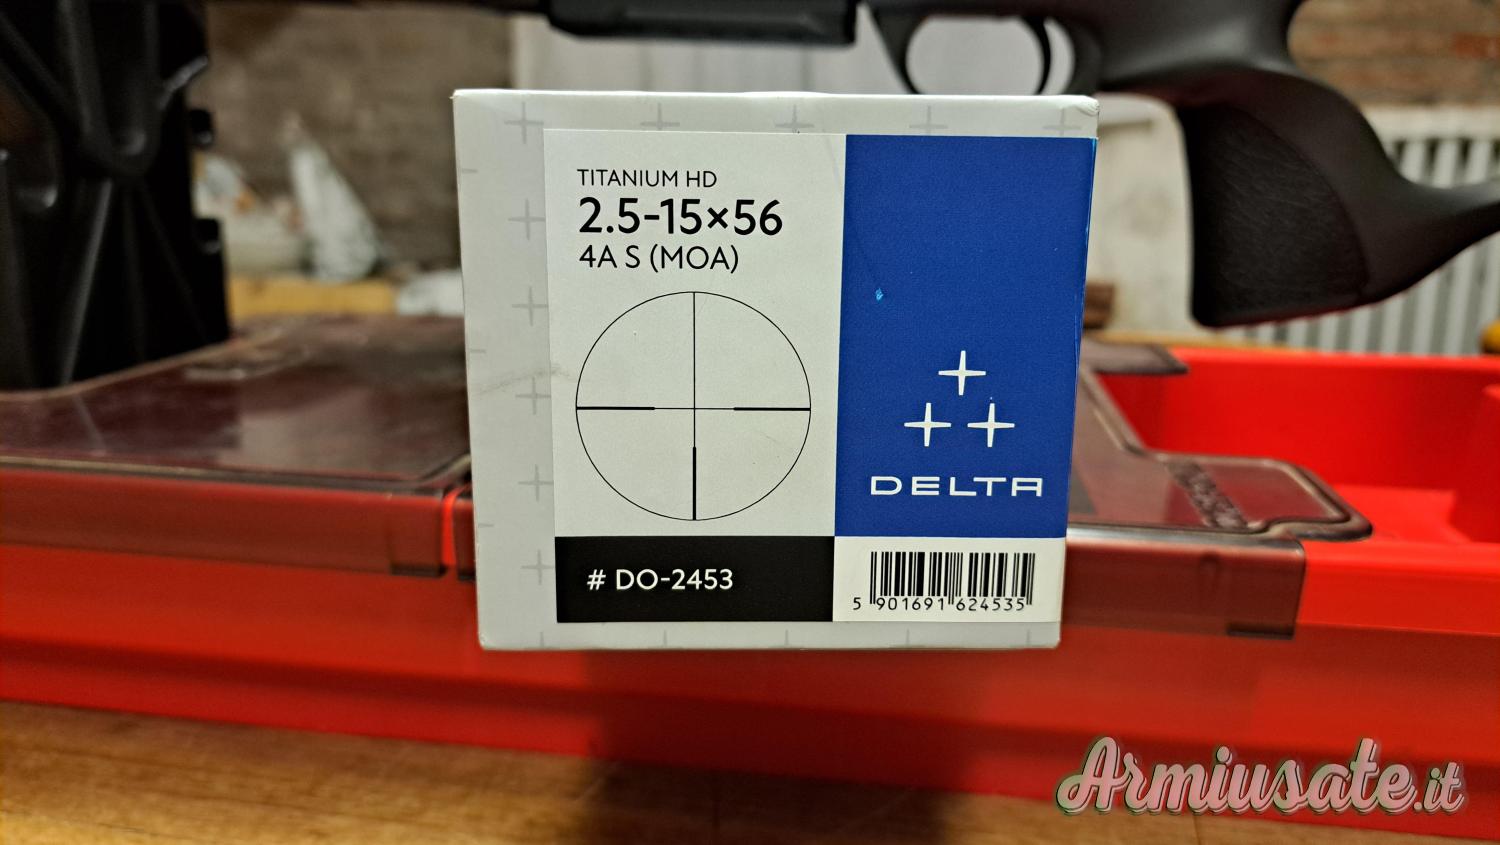 TITANIUM HD
2.5-15×56
4A S (MOA)
DELTA
# DO-2453
5 901691 624535
Armiusate.it